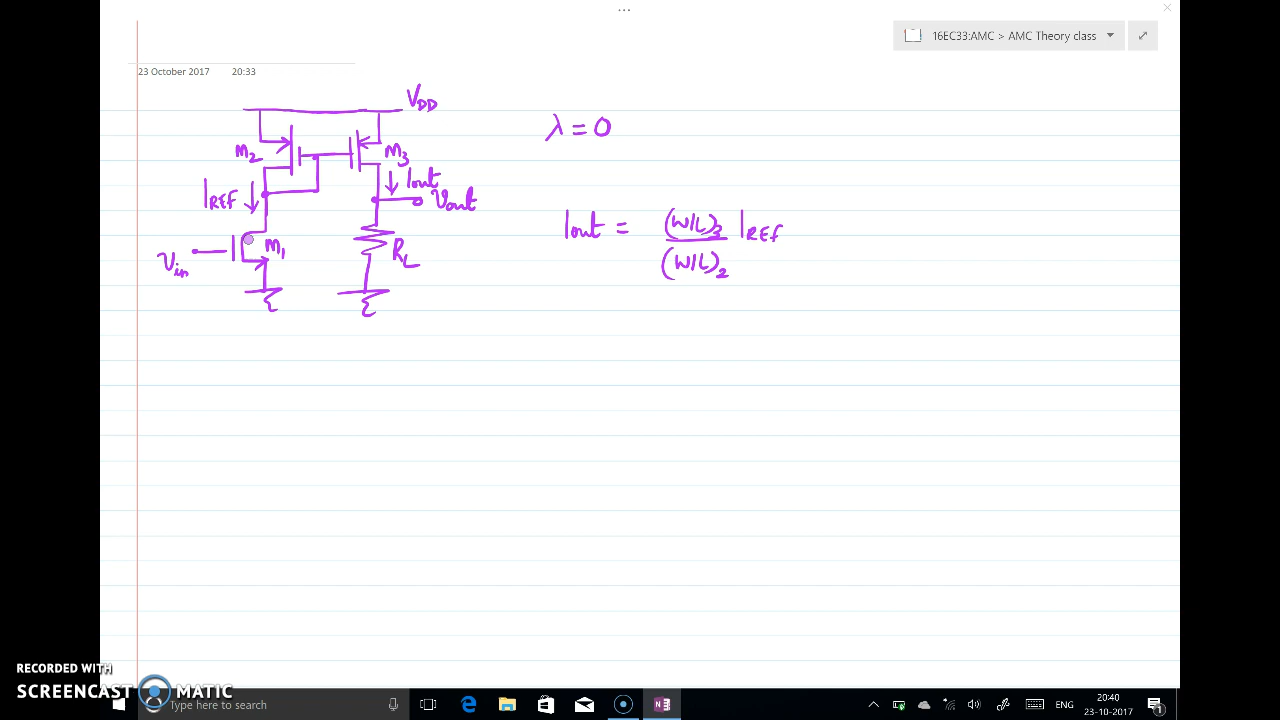 ...
16EC33:AMC > AMC Theory class
23 October 2017 20:33
VDD
λ = 0
M2
M3
Iout
IREF
Vout
Iout = (W/L)3 / (W/L)2 IREF
M1
RL
Vin
RECORDED WITH
SCREENCAST MATIC
Type here to search
ENG
20:40
23-10-2017
1